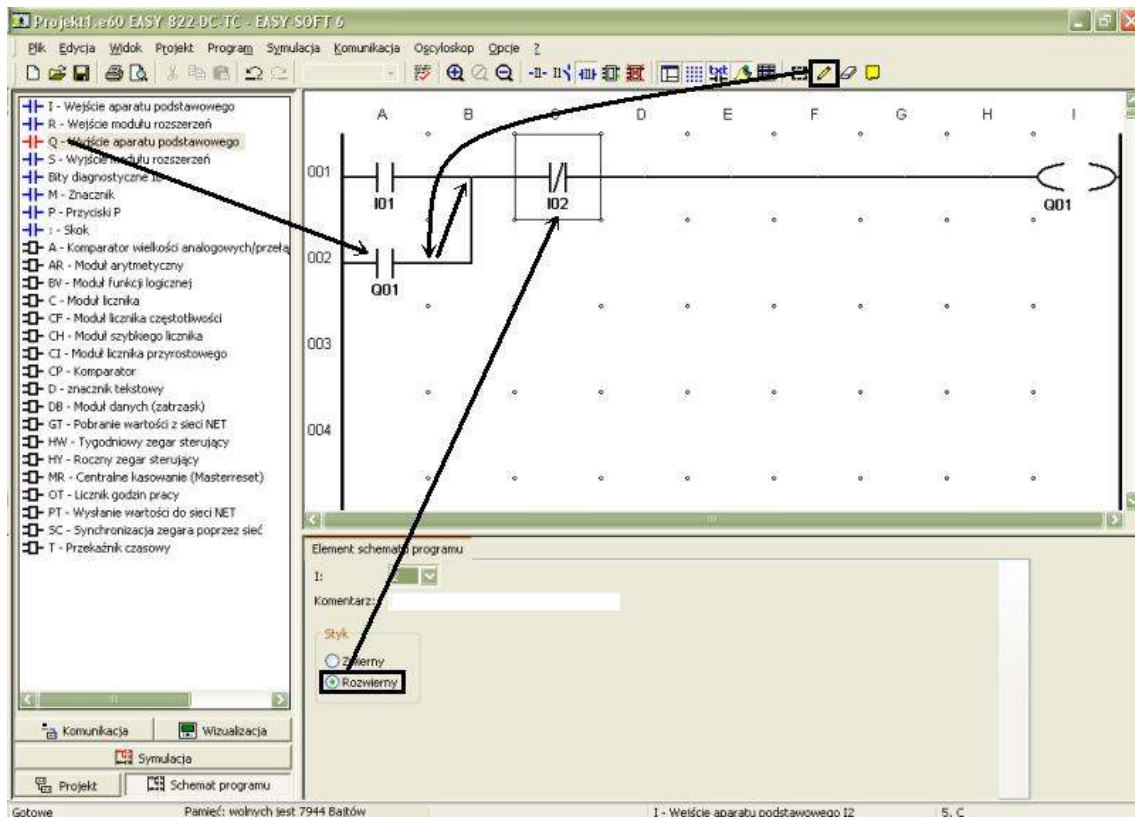 Projekt1.e60 EASY 822-DC-TC - EASY-SOFT 6
Plik Edycja Widok Projekt Program Symulacja Komunikacja Oscyloskop Opcje ?
I - Wejście aparatu podstawowego
R - Wejście modułu rozszerzeń
Q - Wyjście aparatu podstawowego
S - Wyjście modułu rozszerzeń
Bity diagnostyczne
M - Znacznik
P - Przyciski P
: - Skok
A - Komparator wielkości analogowych/przełą
AR - Moduł arytmetyczny
BV - Moduł funkcji logicznej
C - Moduł licznika
CF - Moduł licznika częstotliwości
CH - Moduł szybkiego licznika
CI - Moduł licznika przyrostowego
CP - Komparator
D - znacznik tekstowy
DB - Moduł danych (zatrzask)
GT - Pobranie wartości z sieci NET
HW - Tygodniowy zegar sterujący
HY - Roczny zegar sterujący
MR - Centralne kasowanie (Masterreset)
OT - Licznik godzin pracy
PT - Wysłanie wartości do sieci NET
SC - Synchronizacja zegara poprzez sieć
T - Przekaźnik czasowy
Komunikacja Wizualizacja
Symulacja
Projekt Schemat programu
A B C D E F G H I
001
I01 I02 Q01
002
Q01
003
004
Element schematu programu
I: 2
Komentarz:
Styk
Zwierny
Rozwierny
Gotowe Pamięć: wolnych jest 7944 Bajtów I - Wejście aparatu podstawowego I2 5, C